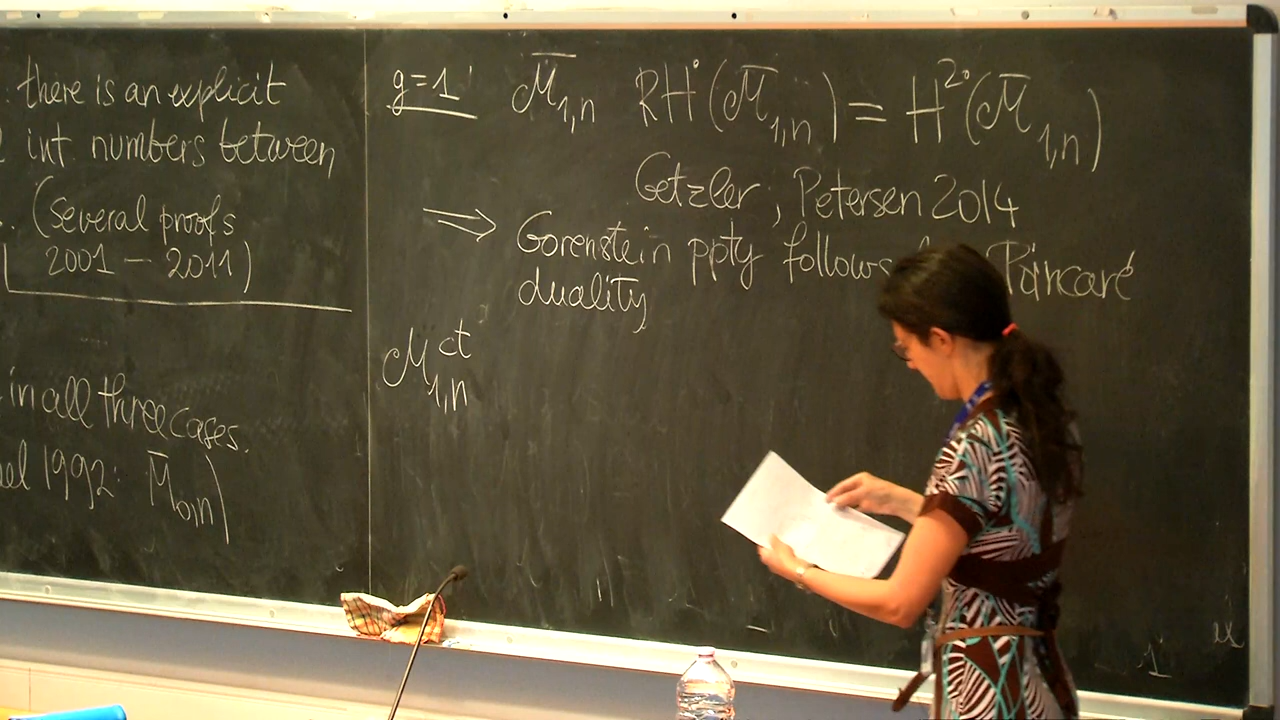 there is an explicit
int. numbers between
(Several proofs
2001 — 2011)
in all three cases.
1992: M̄₀,ₙ)
g=1 M̄₁,ₙ RH•(M̄₁,ₙ) = H²•(M̄₁,ₙ)
Getzler ; Petersen 2014
⟹ Gorenstein ppty follows Poincaré
duality
M₁,ₙ^ct
1